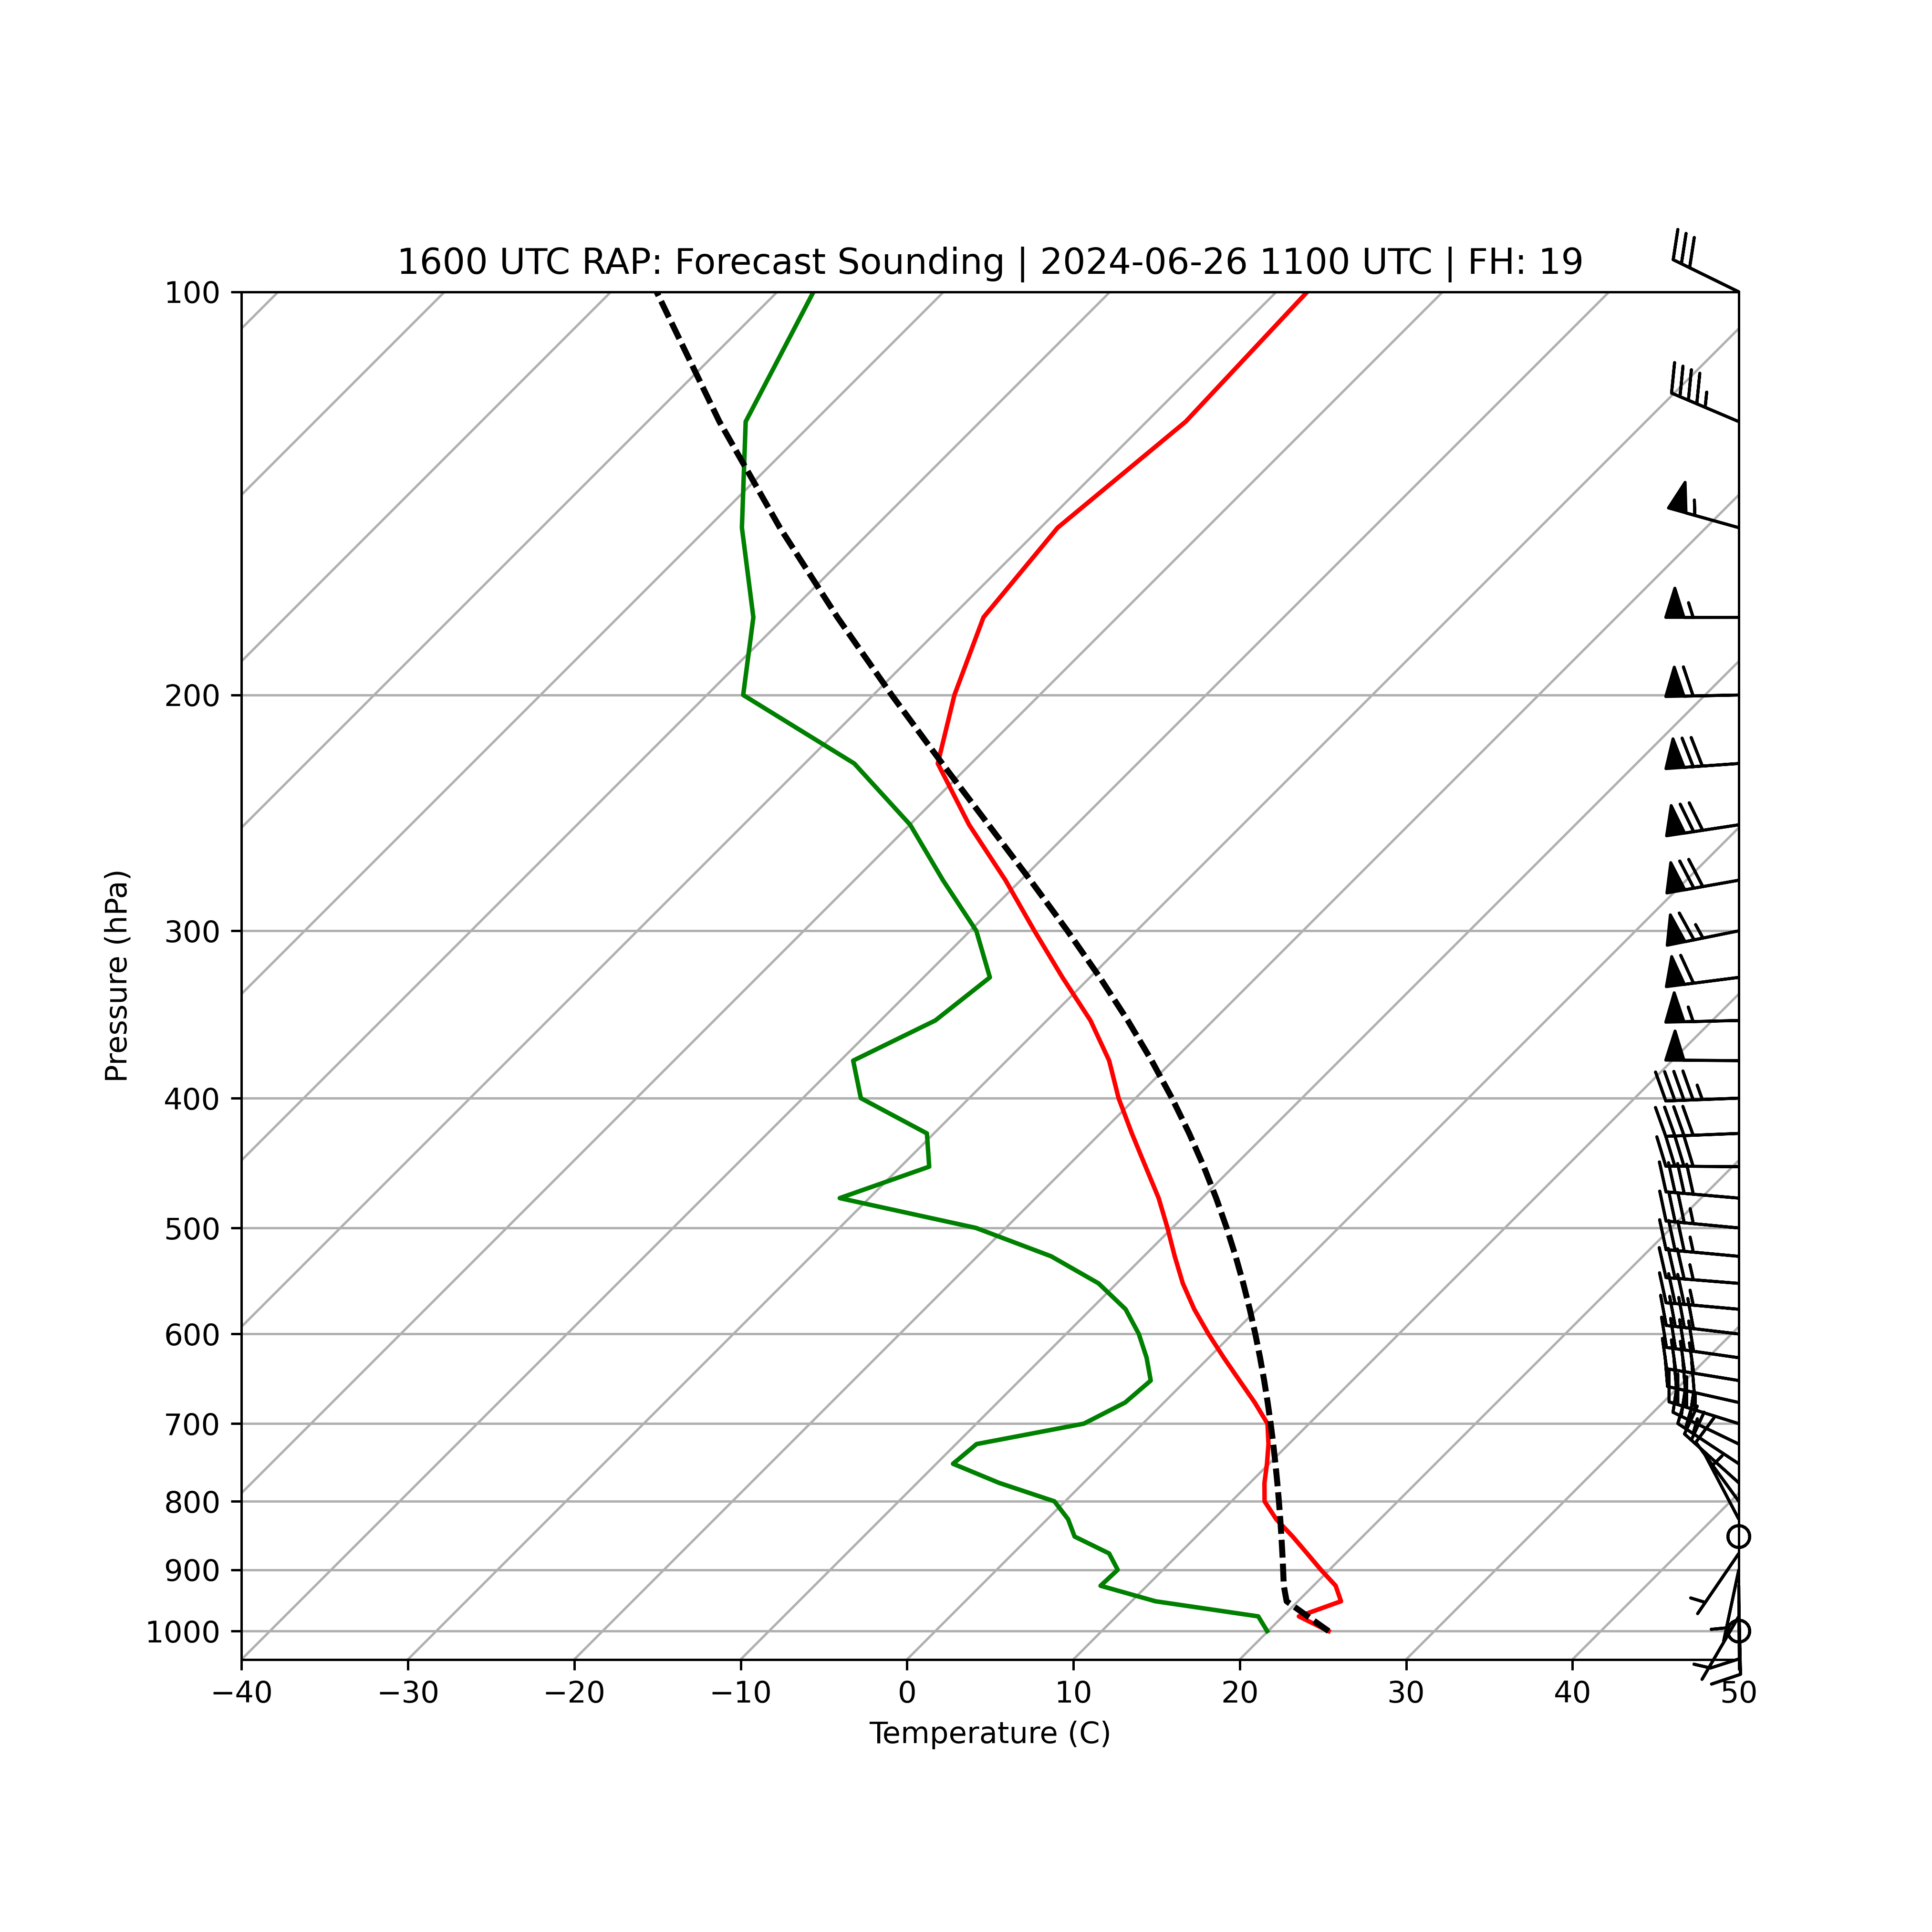 1600 UTC RAP: Forecast Sounding | 2024-06-26 1100 UTC | FH: 19
100
200
300
400
500
600
700
800
900
1000
Pressure (hPa)
−40 −30 −20 −10 0 10 20 30 40 50
Temperature (C)